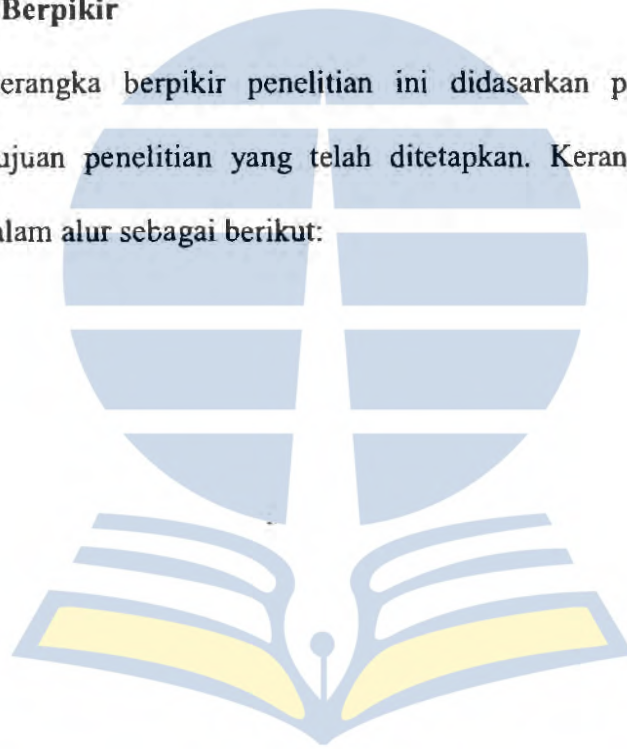 Berpikir
erangka berpikir penelitian ini didasarkan p
ujuan penelitian yang telah ditetapkan. Keran
alam alur sebagai berikut: